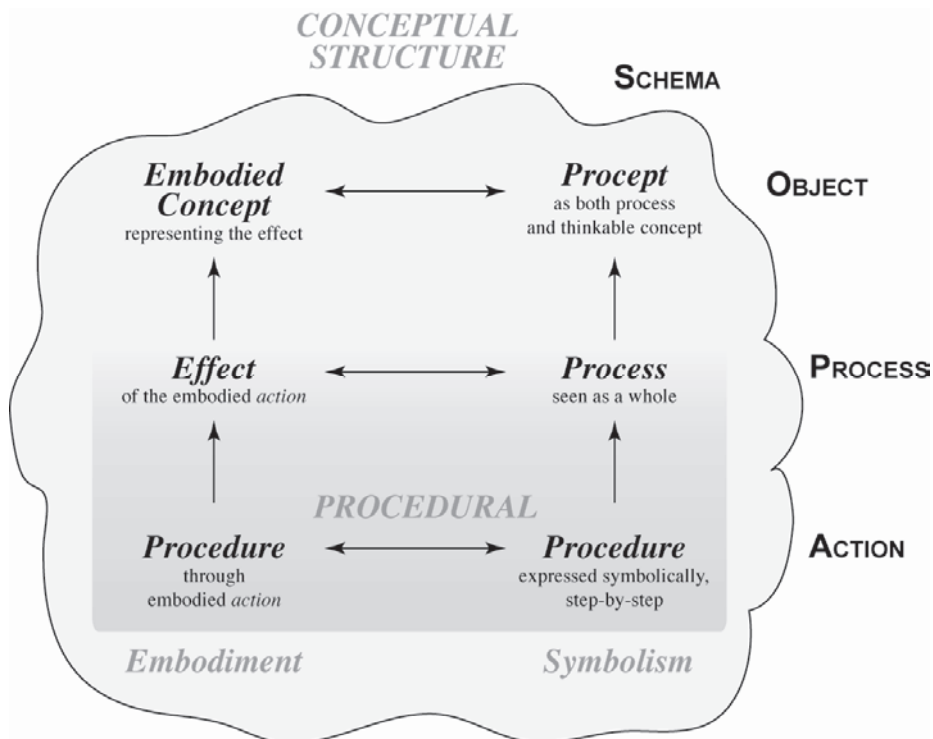 CONCEPTUAL
STRUCTURE
SCHEMA
Embodied
Concept
representing the effect
Procept
as both process
and thinkable concept
OBJECT
Effect
of the embodied action
Process
seen as a whole
PROCESS
PROCEDURAL
Procedure
through
embodied action
Procedure
expressed symbolically,
step-by-step
ACTION
Embodiment
Symbolism